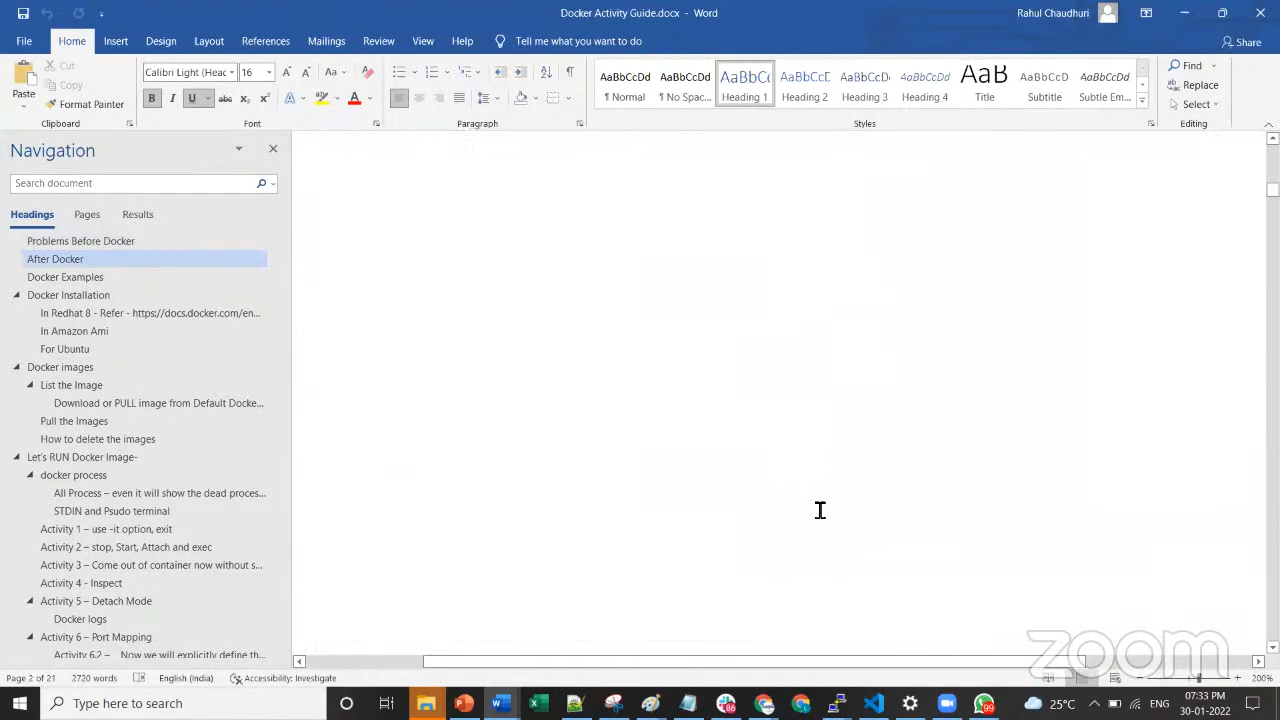 Docker Activity Guide.docx - Word
Rahul Chaudhuri
File Home Insert Design Layout References Mailings Review View Help Tell me what you want to do
Share
Paste
Cut
Copy
Format Painter
Clipboard
Calibri Light (Heac 16
Font
Paragraph
AaBbCcDd AaBbCcDd AaBbCc AaBbCcD AaBbCcDd AaBbCcDd AaB AaBbCcD AaBbCcDd
¶ Normal ¶ No Spac... Heading 1 Heading 2 Heading 3 Heading 4 Title Subtitle Subtle Em...
Styles
Find
Replace
Select
Editing
Navigation
Search document
Headings Pages Results
Problems Before Docker
After Docker
Docker Examples
Docker Installation
In Redhat 8 - Refer - https://docs.docker.com/en...
In Amazon Ami
For Ubuntu
Docker images
List the Image
Download or PULL image from Default Docke...
Pull the Images
How to delete the images
Let's RUN Docker Image-
docker process
All Process – even it will show the dead proces...
STDIN and Psudo terminal
Activity 1 – use -it option, exit
Activity 2 – stop, Start, Attach and exec
Activity 3 – Come out of container now without s...
Activity 4 - Inspect
Activity 5 – Detach Mode
Docker logs
Activity 6 – Port Mapping
Activity 6.2 – Now we will explicitly define th...
zoom
Page 2 of 21 2720 words English (India) Accessibility: Investigate 200%
Type here to search
25°C ENG 07:33 PM
30-01-2022